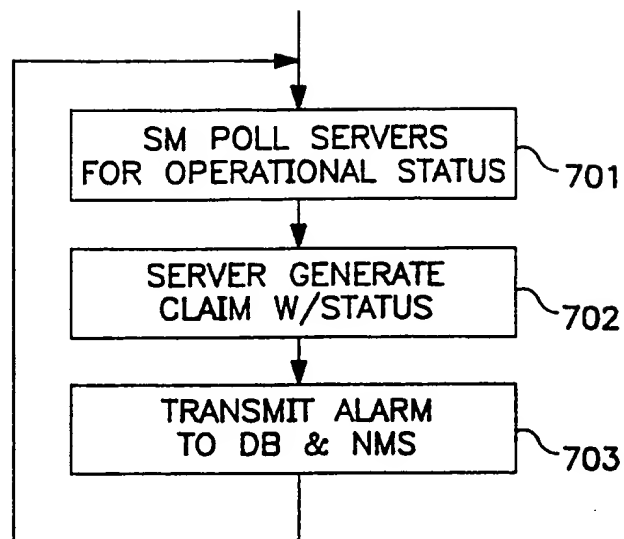 SM POLL SERVERS
FOR OPERATIONAL STATUS
701
SERVER GENERATE
CLAIM W/STATUS
702
TRANSMIT ALARM
TO DB & NMS
703